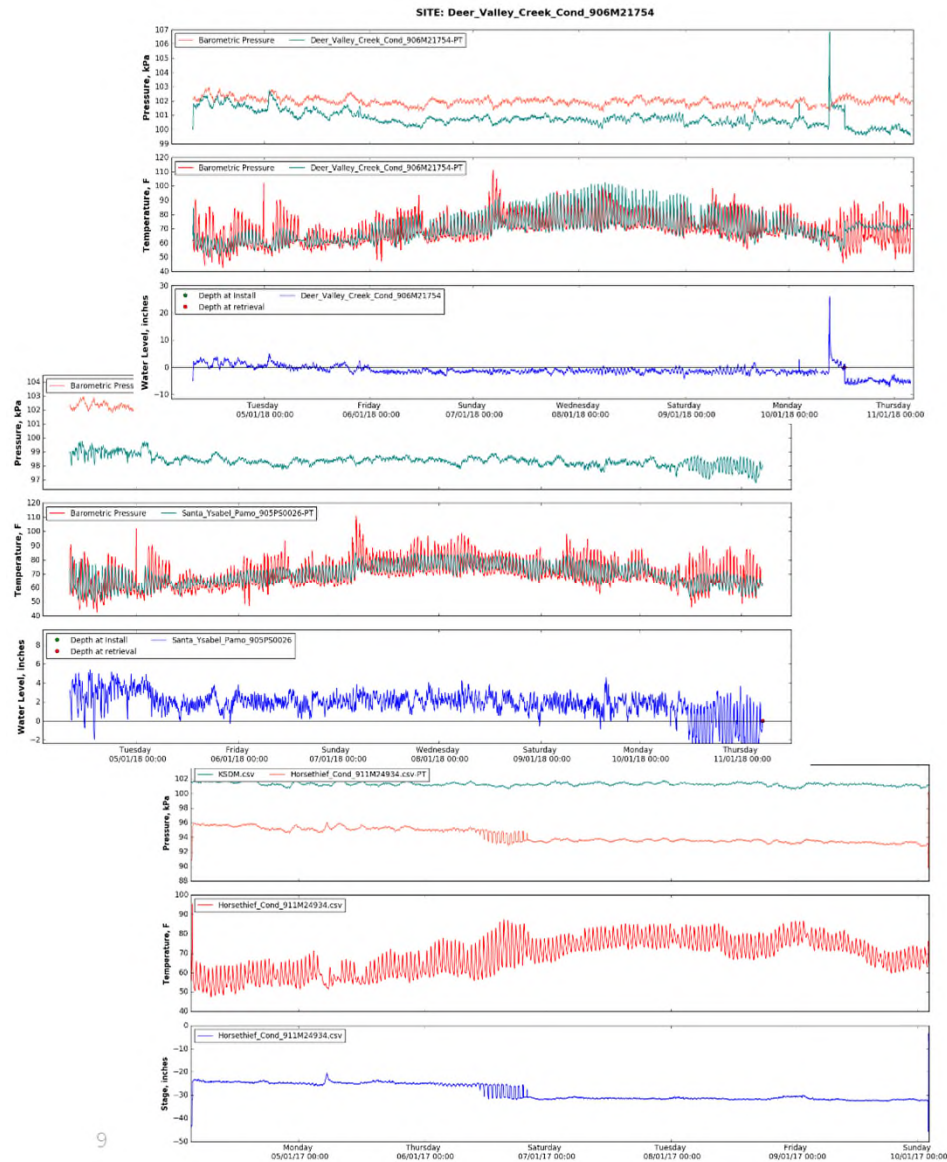 SITE: Deer_Valley_Creek_Cond_906M21754
Barometric Pressure Deer_Valley_Creek_Cond_906M21754-PT
Pressure, kPa
107
106
105
104
103
102
101
100
99
Barometric Pressure Deer_Valley_Creek_Cond_906M21754-PT
Temperature, F
120
110
100
90
80
70
60
50
40
Depth at Install Deer_Valley_Creek_Cond_906M21754
Depth at retrieval
Water Level, inches
30
20
10
0
−10
Tuesday Friday Sunday Wednesday Saturday Monday Thursday
05/01/18 00:00 06/01/18 00:00 07/01/18 00:00 08/01/18 00:00 09/01/18 00:00 10/01/18 00:00 11/01/18 00:00
Barometric Press
Pressure, kPa
104
103
102
101
100
99
98
97
Barometric Pressure Santa_Ysabel_Pamo_905PS0026-PT
Temperature, F
120
110
100
90
80
70
60
50
40
Depth at Install Santa_Ysabel_Pamo_905PS0026
Depth at retrieval
Water Level, inches
8
6
4
2
0
−2
Tuesday Friday Sunday Wednesday Saturday Monday Thursday
05/01/18 00:00 06/01/18 00:00 07/01/18 00:00 08/01/18 00:00 09/01/18 00:00 10/01/18 00:00 11/01/18 00:00
KSDM.csv Horsethief_Cond_911M24934.csv-PT
Pressure, kPa
102
100
98
96
94
92
90
88
Horsethief_Cond_911M24934.csv
Temperature, F
100
90
80
70
60
50
40
Horsethief_Cond_911M24934.csv
Stage, inches
0
−10
−20
−30
−40
−50
Monday Thursday Saturday Tuesday Friday Sunday
05/01/17 00:00 06/01/17 00:00 07/01/17 00:00 08/01/17 00:00 09/01/17 00:00 10/01/17 00:00
9